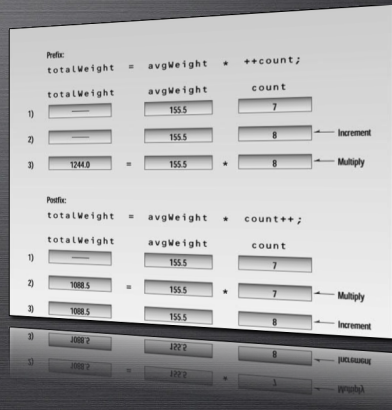 Prefix:
totalWeight = avgWeight * ++count;
totalWeight avgWeight count
1) — 155.5 7
2) — 155.5 8 Increment
3) 1244.0 = 155.5 * 8 Multiply
Postfix:
totalWeight = avgWeight * count++;
totalWeight avgWeight count
1) — 155.5 7
2) 1088.5 = 155.5 * 7 Multiply
3) 1088.5 155.5 8 Increment